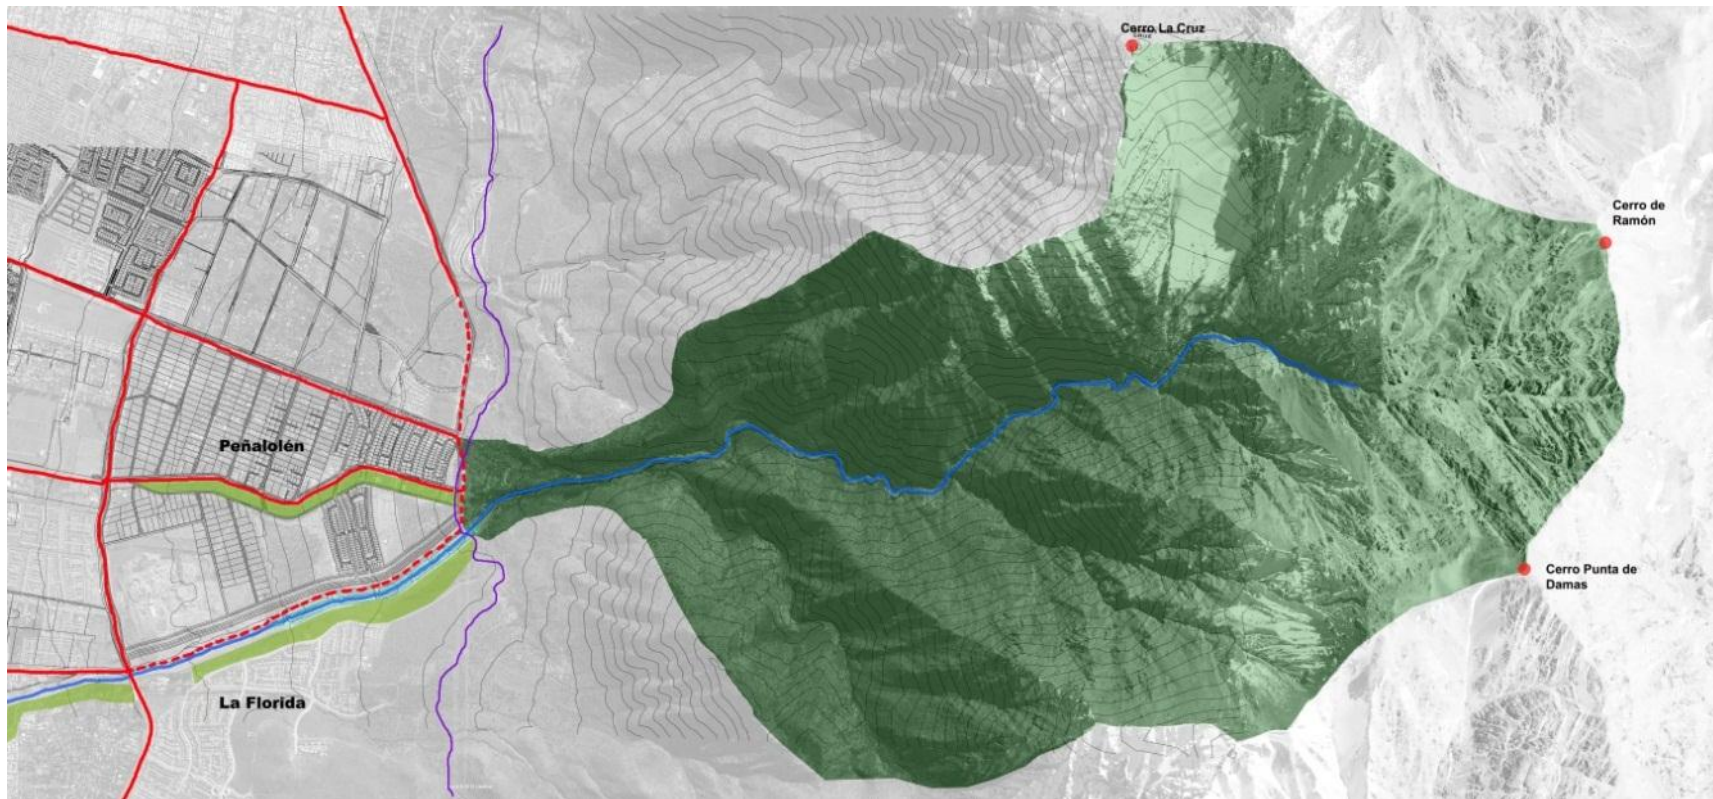 Cerro La Cruz
Cerro de
Ramón
Peñalolén
Cerro Punta de
Damas
La Florida